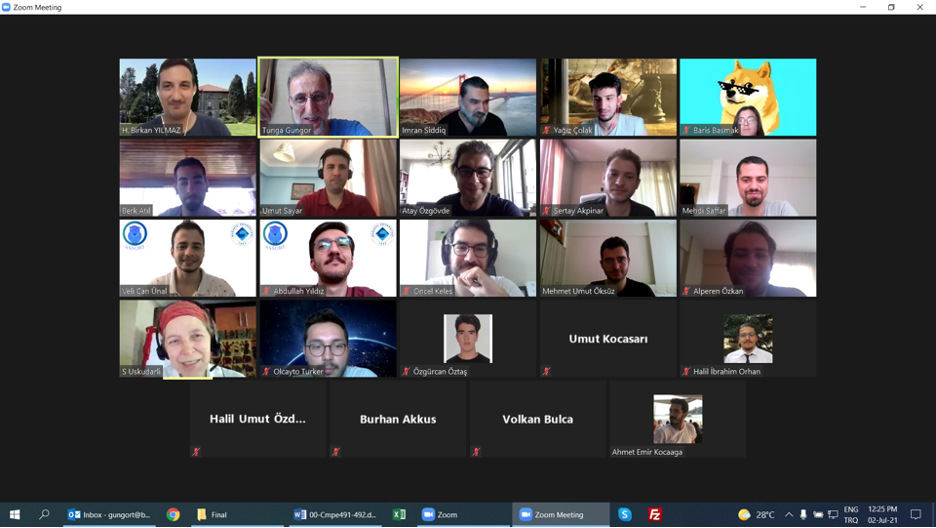 Zoom Meeting
H. Birkan YILMAZ
Tunga Gungor
Imran Siddiq
Yağız Çolak
Baris Basmak
Berk Atıl
Umut Sayar
Atay Özgövde
Sertay Akpinar
Mehdi Saffar
Veli Can Ünal
Abdullah Yıldız
Öncel Keles
Mehmet Umut Öksüz
Alperen Özkan
S Uskudarli
Olcayto Turker
Özgürcan Öztaş
Umut Kocasarı
Halil İbrahim Orhan
Halil Umut Özd...
Burhan Akkus
Volkan Bulca
Ahmet Emir Kocaaga
Inbox - gungort@b...
Final
00-Cmpe491-492.d...
Zoom
Zoom Meeting
28°C
ENG
TRQ
12:25 PM
02-Jul-21